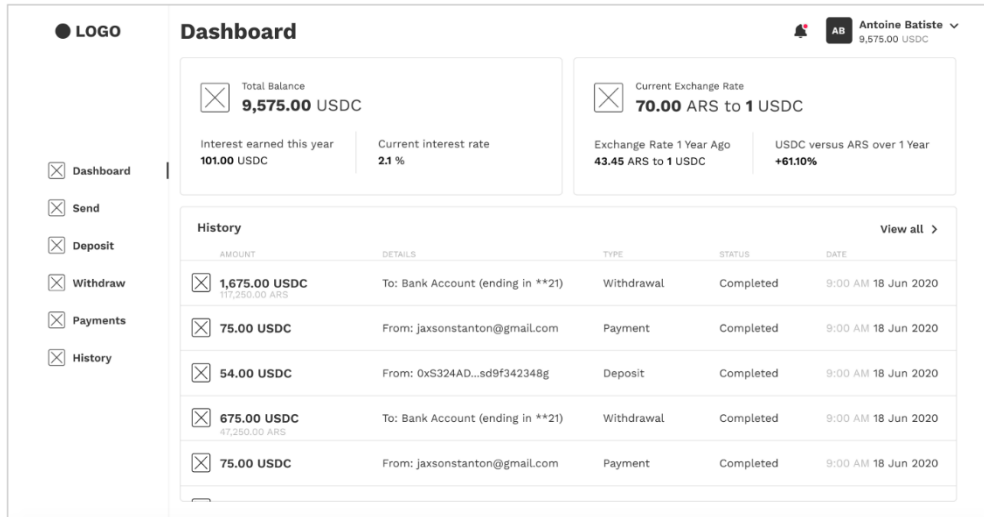 LOGO
Dashboard
AB
Antoine Batiste
9,575.00 USDC
Dashboard
Send
Deposit
Withdraw
Payments
History
Total Balance
9,575.00 USDC
Interest earned this year
101.00 USDC
Current interest rate
2.1 %
Current Exchange Rate
70.00 ARS to 1 USDC
Exchange Rate 1 Year Ago
43.45 ARS to 1 USDC
USDC versus ARS over 1 Year
+61.10%
History
View all
AMOUNT DETAILS TYPE STATUS DATE
1,675.00 USDC To: Bank Account (ending in **21) Withdrawal Completed 9:00 AM 18 Jun 2020
117,250.00 ARS
75.00 USDC From: jaxsonstanton@gmail.com Payment Completed 9:00 AM 18 Jun 2020
54.00 USDC From: 0xS324AD...sd9f342348g Deposit Completed 9:00 AM 18 Jun 2020
675.00 USDC To: Bank Account (ending in **21) Withdrawal Completed 9:00 AM 18 Jun 2020
47,250.00 ARS
75.00 USDC From: jaxsonstanton@gmail.com Payment Completed 9:00 AM 18 Jun 2020